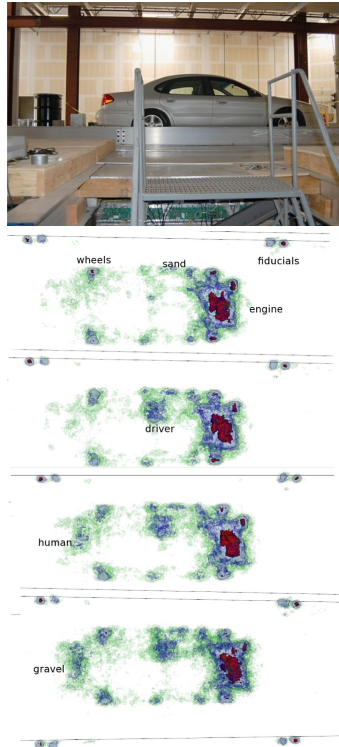 wheels
sand
fiducials
engine
driver
human
gravel